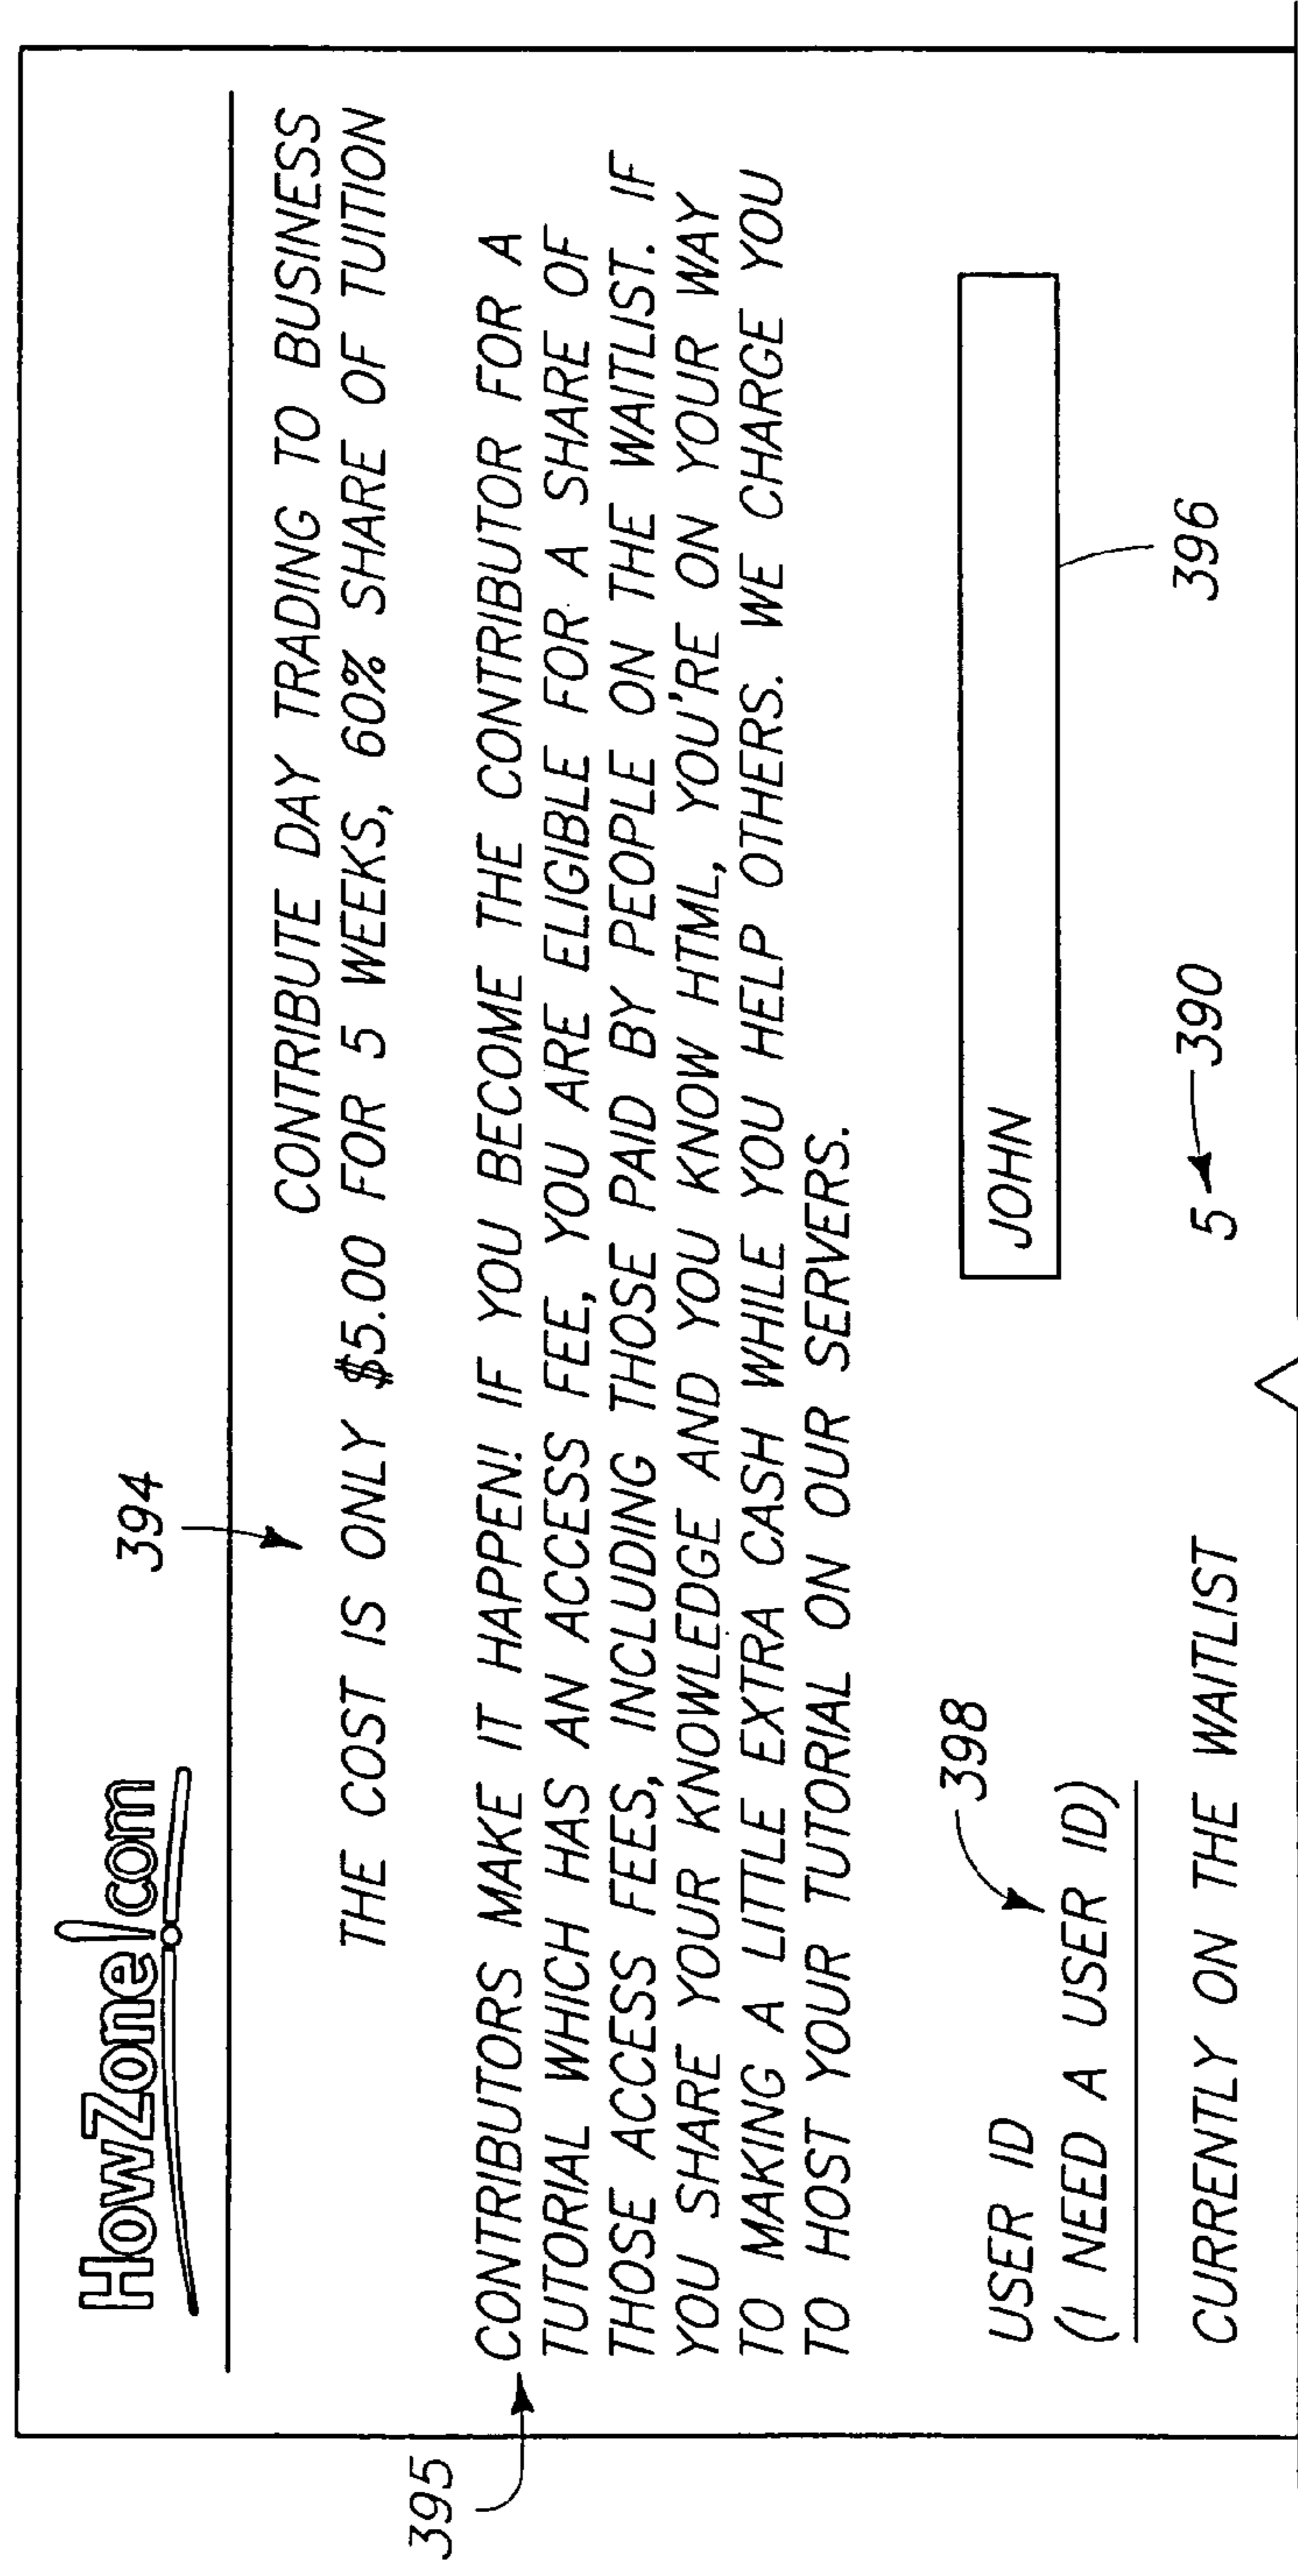 HowZone!com
394
CONTRIBUTE DAY TRADING TO BUSINESS
THE COST IS ONLY $5.00 FOR 5 WEEKS, 60% SHARE OF TUITION
395
CONTRIBUTORS MAKE IT HAPPEN! IF YOU BECOME THE CONTRIBUTOR FOR A
TUTORIAL WHICH HAS AN ACCESS FEE, YOU ARE ELIGIBLE FOR A SHARE OF
THOSE ACCESS FEES, INCLUDING THOSE PAID BY PEOPLE ON THE WAITLIST. IF
YOU SHARE YOUR KNOWLEDGE AND YOU KNOW HTML, YOU'RE ON YOUR WAY
TO MAKING A LITTLE EXTRA CASH WHILE YOU HELP OTHERS. WE CHARGE YOU
TO HOST YOUR TUTORIAL ON OUR SERVERS.
398
USER ID JOHN
(I NEED A USER ID)
396
CURRENTLY ON THE WAITLIST 5 390